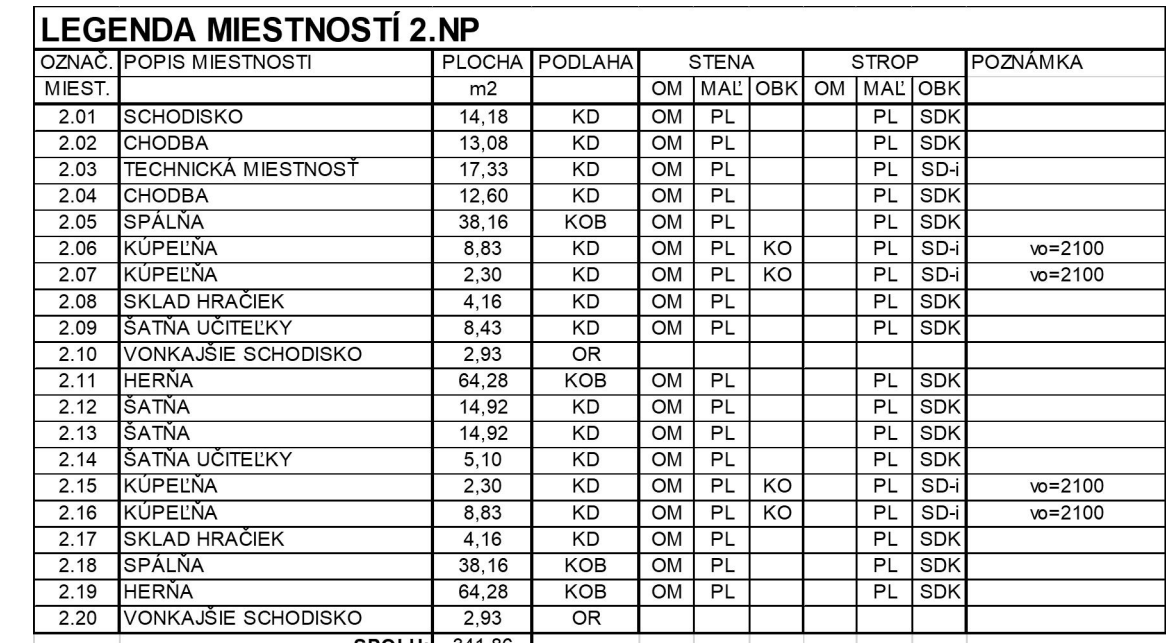 LEGENDA MIESTNOSTÍ 2.NP
OZNAČ. POPIS MIESTNOSTI PLOCHA PODLAHA STENA STROP POZNÁMKA
MIEST. m2 OM MAĽ OBK OM MAĽ OBK
2.01 SCHODISKO 14,18 KD OM PL PL SDK
2.02 CHODBA 13,08 KD OM PL PL SDK
2.03 TECHNICKÁ MIESTNOSŤ 17,33 KD OM PL PL SD-i
2.04 CHODBA 12,60 KD OM PL PL SDK
2.05 SPÁLŇA 38,16 KOB OM PL PL SDK
2.06 KÚPEĽŇA 8,83 KD OM PL KO PL SD-i vo=2100
2.07 KÚPEĽŇA 2,30 KD OM PL KO PL SD-i vo=2100
2.08 SKLAD HRAČIEK 4,16 KD OM PL PL SDK
2.09 ŠATŇA UČITEĽKY 8,43 KD OM PL PL SDK
2.10 VONKAJŠIE SCHODISKO 2,93 OR
2.11 HERŇA 64,28 KOB OM PL PL SDK
2.12 ŠATŇA 14,92 KD OM PL PL SDK
2.13 ŠATŇA 14,92 KD OM PL PL SDK
2.14 ŠATŇA UČITEĽKY 5,10 KD OM PL PL SDK
2.15 KÚPEĽŇA 2,30 KD OM PL KO PL SD-i vo=2100
2.16 KÚPEĽŇA 8,83 KD OM PL KO PL SD-i vo=2100
2.17 SKLAD HRAČIEK 4,16 KD OM PL PL SDK
2.18 SPÁLŇA 38,16 KOB OM PL PL SDK
2.19 HERŇA 64,28 KOB OM PL PL SDK
2.20 VONKAJŠIE SCHODISKO 2,93 OR
SPOLU: 341,86